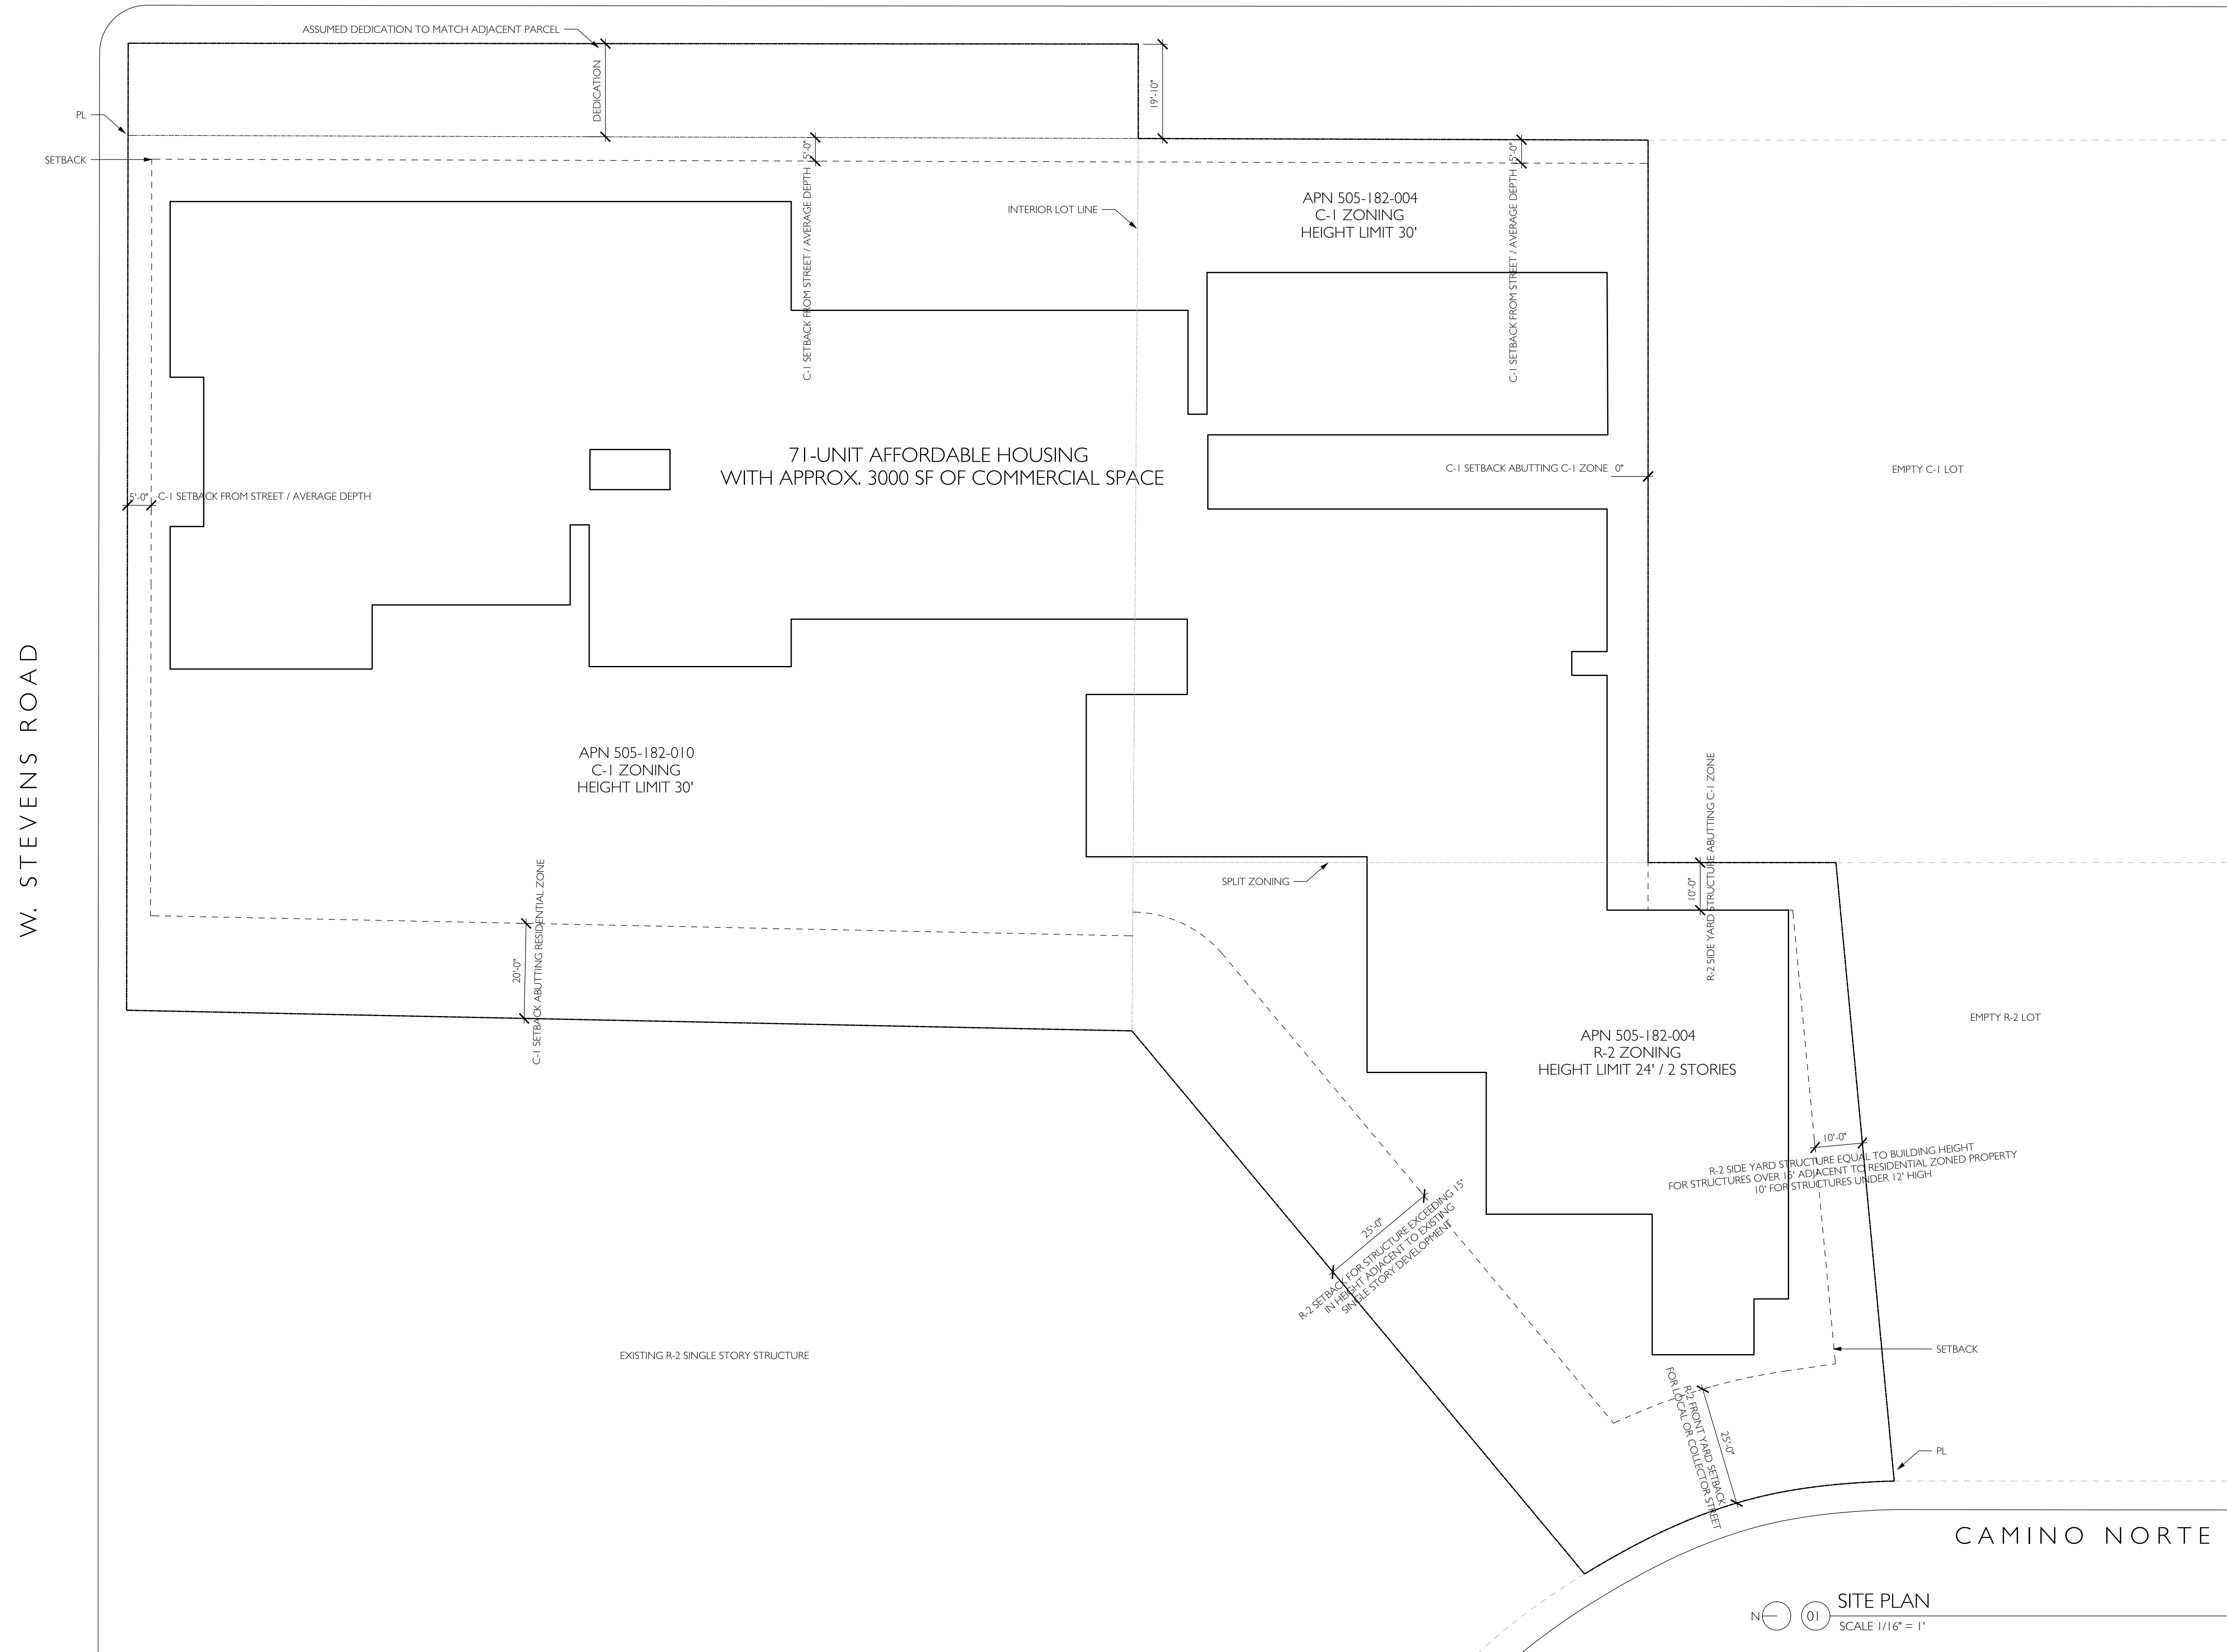 ASSUMED DEDICATION TO MATCH ADJACENT PARCEL
DEDICATION
19'-10"
PL
SETBACK
5'-0"
C-1 SETBACK FROM STREET / AVERAGE DEPTH
5'-0"
C-1 SETBACK FROM STREET / AVERAGE DEPTH
INTERIOR LOT LINE
APN 505-182-004
C-1 ZONING
HEIGHT LIMIT 30'
71-UNIT AFFORDABLE HOUSING
WITH APPROX. 3000 SF OF COMMERCIAL SPACE
C-1 SETBACK ABUTTING C-1 ZONE 0"
EMPTY C-1 LOT
5'-0" C-1 SETBACK FROM STREET / AVERAGE DEPTH
W. STEVENS ROAD
APN 505-182-010
C-1 ZONING
HEIGHT LIMIT 30'
20'-0"
C-1 SETBACK ABUTTING RESIDENTIAL ZONE
SPLIT ZONING
10'-0"
R-2 SIDE YARD STRUCTURE ABUTTING C-1 ZONE
EMPTY R-2 LOT
APN 505-182-004
R-2 ZONING
HEIGHT LIMIT 24' / 2 STORIES
10'-0"
R-2 SIDE YARD STRUCTURE EQUAL TO BUILDING HEIGHT
FOR STRUCTURES OVER 15' ADJACENT TO RESIDENTIAL ZONED PROPERTY
10' FOR STRUCTURES UNDER 12' HIGH
25'-0"
R-2 SETBACK FOR STRUCTURE EXCEEDING 15'
IN HEIGHT ADJACENT TO EXISTING
SINGLE STORY DEVELOPMENT
EXISTING R-2 SINGLE STORY STRUCTURE
SETBACK
25'-0"
R-2 FRONT YARD SETBACK
FOR LOCAL OR COLLECTOR STREET
PL
CAMINO NORTE
N
01
SITE PLAN
SCALE 1/16" = 1'